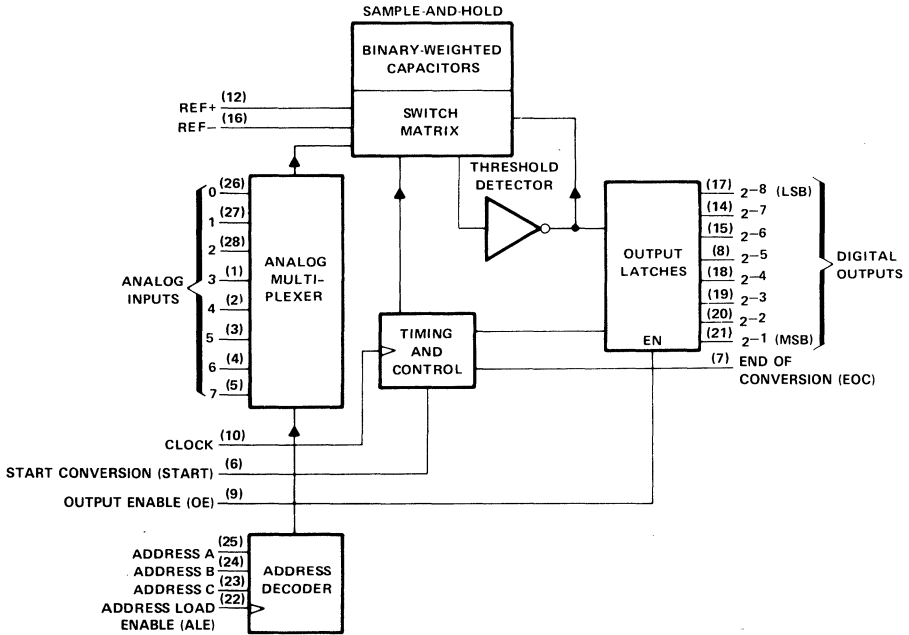 SAMPLE-AND-HOLD
BINARY-WEIGHTED
CAPACITORS
SWITCH
MATRIX
REF+ (12)
REF− (16)
THRESHOLD
DETECTOR
ANALOG
INPUTS
0 (26)
1 (27)
2 (28)
3 (1)
4 (2)
5 (3)
6 (4)
7 (5)
ANALOG
MULTI-
PLEXER
TIMING
AND
CONTROL
OUTPUT
LATCHES
EN
(17) 2−8 (LSB)
(14) 2−7
(15) 2−6
(8) 2−5
(18) 2−4
(19) 2−3
(20) 2−2
(21) 2−1 (MSB)
DIGITAL
OUTPUTS
(7) END OF
CONVERSION (EOC)
CLOCK (10)
START CONVERSION (START) (6)
OUTPUT ENABLE (OE) (9)
ADDRESS A (25)
ADDRESS B (24)
ADDRESS C (23)
ADDRESS LOAD (22)
ENABLE (ALE)
ADDRESS
DECODER